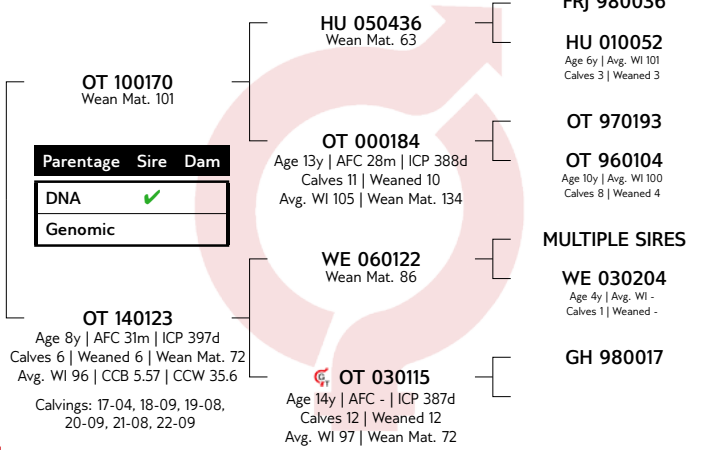 FRJ 980036
HU 050436
Wean Mat. 63
HU 010052
Age 6y | Avg. WI 101
Calves 3 | Weaned 3
OT 100170
Wean Mat. 101
OT 970193
OT 000184
Age 13y | AFC 28m | ICP 388d
Calves 11 | Weaned 10
Avg. WI 105 | Wean Mat. 134
OT 960104
Age 10y | Avg. WI 100
Calves 8 | Weaned 4
Parentage Sire Dam
DNA ✔
Genomic
MULTIPLE SIRES
WE 060122
Wean Mat. 86
WE 030204
Age 4y | Avg. WI -
Calves 1 | Weaned -
OT 140123
Age 8y | AFC 31m | ICP 397d
Calves 6 | Weaned 6 | Wean Mat. 72
Avg. WI 96 | CCB 5.57 | CCW 35.6
Calvings: 17-04, 18-09, 19-08,
20-09, 21-08, 22-09
GH 980017
OT 030115
Age 14y | AFC - | ICP 387d
Calves 12 | Weaned 12
Avg. WI 97 | Wean Mat. 72